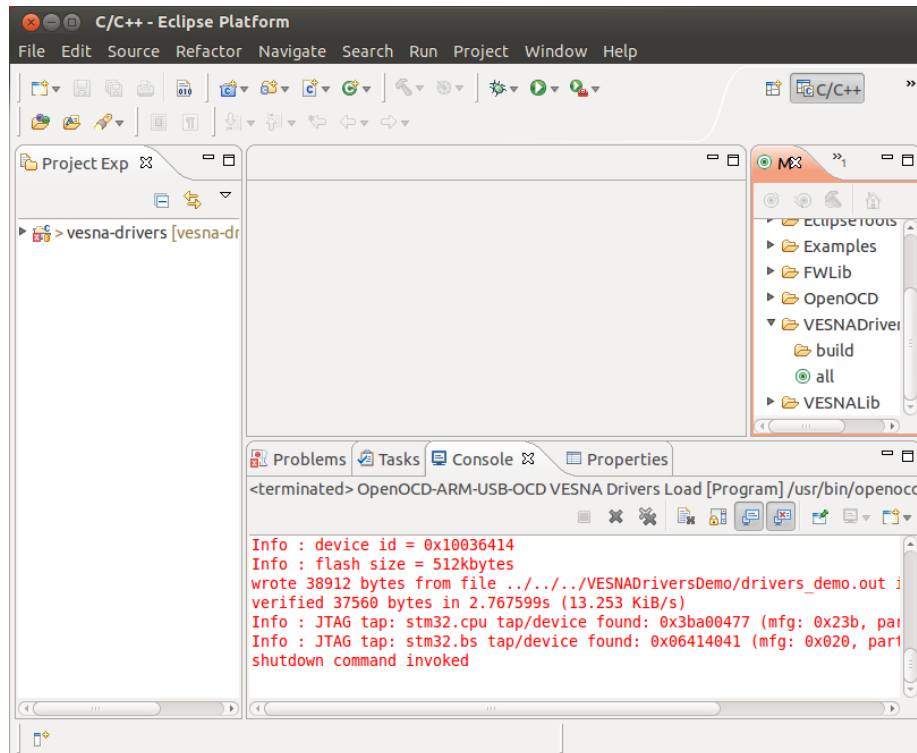 C/C++ - Eclipse Platform
File Edit Source Refactor Navigate Search Run Project Window Help
C/C++ »
Project Exp
»1
> vesna-drivers [vesna-dr
EclipseTools
Examples
FWLib
OpenOCD
VESNADriver
build
all
VESNALib
Problems Tasks Console Properties
<terminated> OpenOCD-ARM-USB-OCD VESNA Drivers Load [Program] /usr/bin/openocd
Info : device id = 0x10036414
Info : flash size = 512kbytes
wrote 38912 bytes from file ../../../VESNADriversDemo/drivers_demo.out i
verified 37560 bytes in 2.767599s (13.253 KiB/s)
Info : JTAG tap: stm32.cpu tap/device found: 0x3ba00477 (mfg: 0x23b, par
Info : JTAG tap: stm32.bs tap/device found: 0x06414041 (mfg: 0x020, part
shutdown command invoked